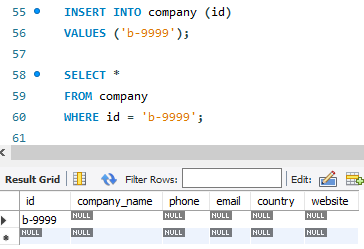 55 INSERT INTO company (id)
56 VALUES ('b-9999');
57
58 SELECT *
59 FROM company
60 WHERE id = 'b-9999';
61
Result Grid Filter Rows: Edit:
id company_name phone email country website
b-9999 NULL NULL NULL NULL NULL
NULL NULL NULL NULL NULL NULL